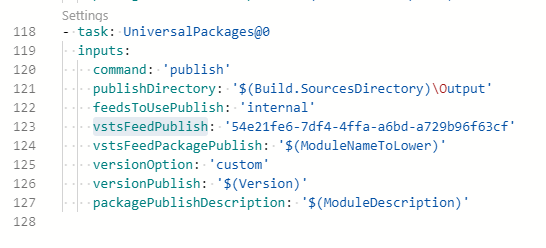 Settings
118 - task: UniversalPackages@0
119 inputs:
120 command: 'publish'
121 publishDirectory: '$(Build.SourcesDirectory)\Output'
122 feedsToUsePublish: 'internal'
123 vstsFeedPublish: '54e21fe6-7df4-4ffa-a6bd-a729b96f63cf'
124 vstsFeedPackagePublish: '$(ModuleNameToLower)'
125 versionOption: 'custom'
126 versionPublish: '$(Version)'
127 packagePublishDescription: '$(ModuleDescription)'
128